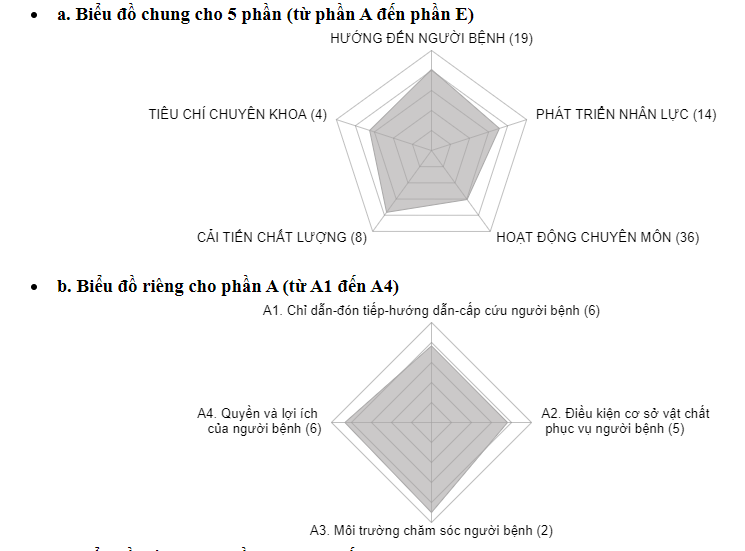 • a. Biểu đồ chung cho 5 phần (từ phần A đến phần E)
HƯỚNG ĐẾN NGƯỜI BỆNH (19)
TIÊU CHÍ CHUYÊN KHOA (4)
PHÁT TRIỂN NHÂN LỰC (14)
CẢI TIẾN CHẤT LƯỢNG (8)
HOẠT ĐỘNG CHUYÊN MÔN (36)
• b. Biểu đồ riêng cho phần A (từ A1 đến A4)
A1. Chỉ dẫn-đón tiếp-hướng dẫn-cấp cứu người bệnh (6)
A4. Quyền và lợi ích
của người bệnh (6)
A2. Điều kiện cơ sở vật chất
phục vụ người bệnh (5)
A3. Môi trường chăm sóc người bệnh (2)